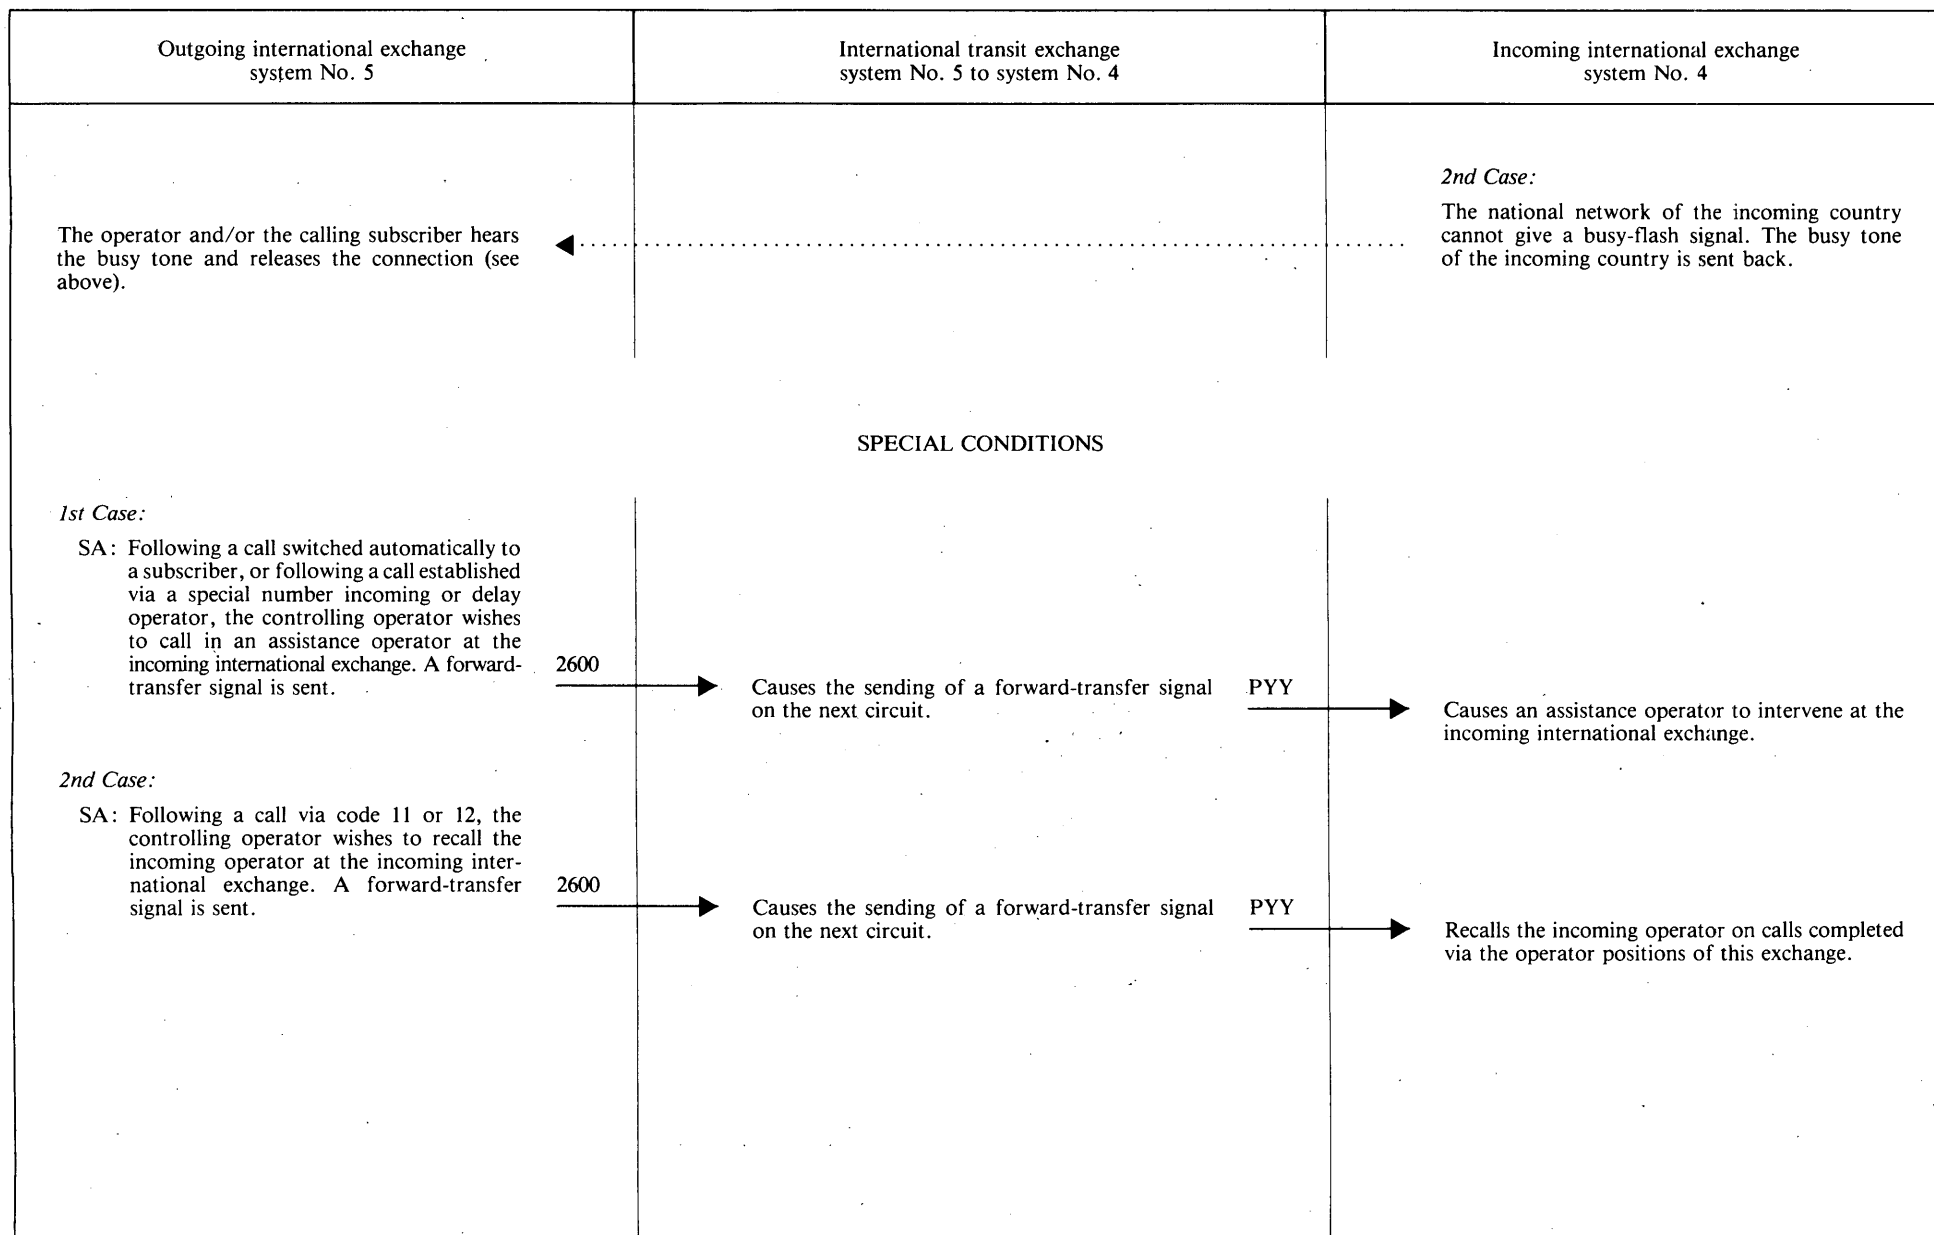 Outgoing international exchange
system No. 5
International transit exchange
system No. 5 to system No. 4
Incoming international exchange
system No. 4
2nd Case:
The national network of the incoming country
cannot give a busy-flash signal. The busy tone
of the incoming country is sent back.
The operator and/or the calling subscriber hears
the busy tone and releases the connection (see
above).
SPECIAL CONDITIONS
1st Case:
SA: Following a call switched automatically to
a subscriber, or following a call established
via a special number incoming or delay
operator, the controlling operator wishes
to call in an assistance operator at the
incoming international exchange. A forward-
transfer signal is sent.
2600
Causes the sending of a forward-transfer signal
on the next circuit.
PYY
Causes an assistance operator to intervene at the
incoming international exchange.
2nd Case:
SA: Following a call via code 11 or 12, the
controlling operator wishes to recall the
incoming operator at the incoming inter-
national exchange. A forward-transfer
signal is sent.
2600
Causes the sending of a forward-transfer signal
on the next circuit.
PYY
Recalls the incoming operator on calls completed
via the operator positions of this exchange.